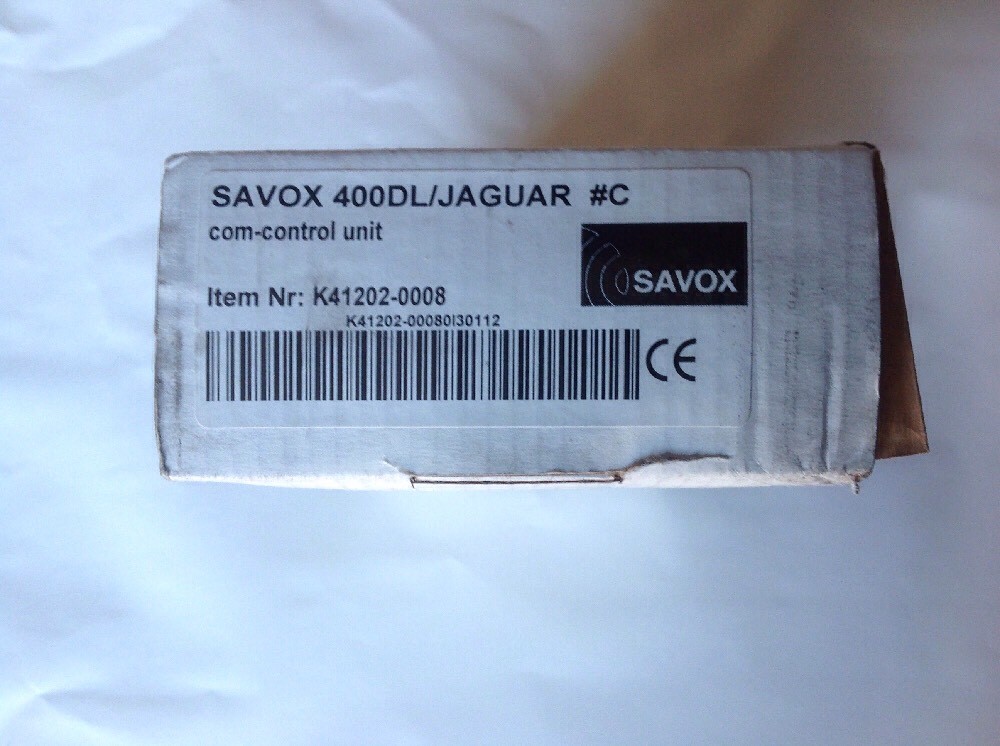 SAVOX 400DL/JAGUAR #C
com-control unit
SAVOX
Item Nr: K41202-0008
K41202-00080I30112
CE